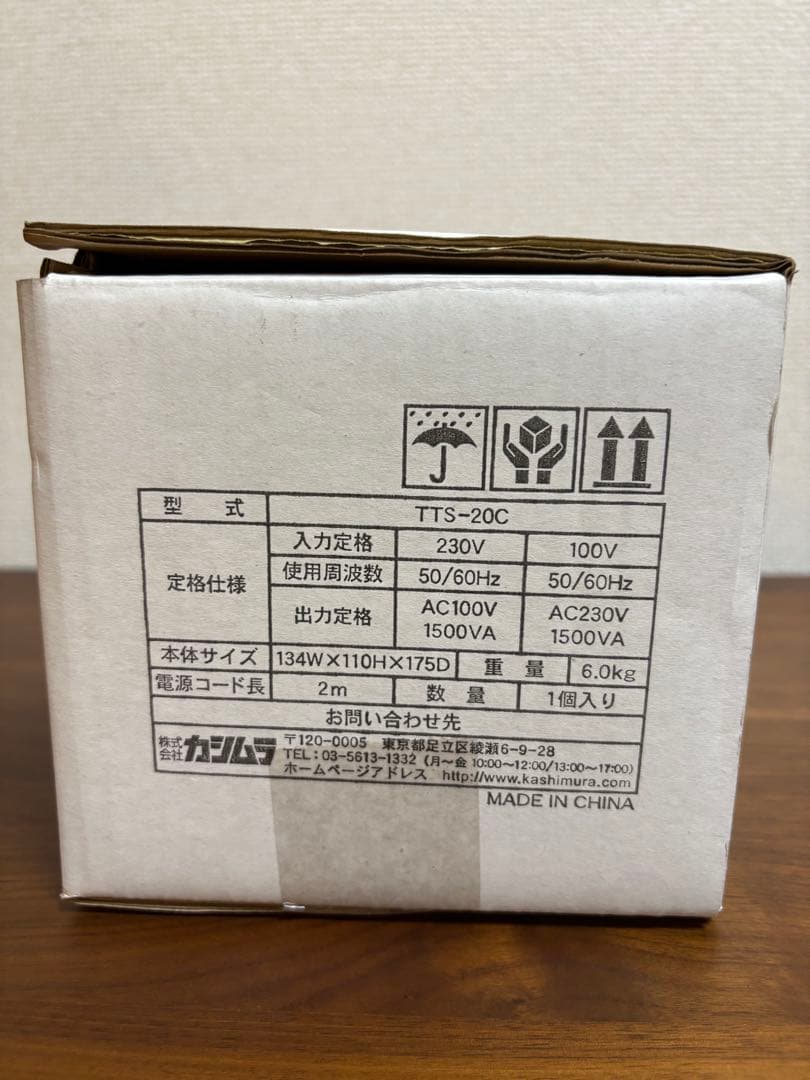 型式 TTS-20C
定格仕様 入力定格 230V 100V
使用周波数 50/60Hz 50/60Hz
出力定格 AC100V 1500VA AC230V 1500VA
本体サイズ 134W×110H×175D 重量 6.0kg
電源コード長 2m 数量 1個入り
お問い合わせ先
株式会社 カシムラ 〒120-0005 東京都足立区綾瀬6-9-28
TEL:03-5613-1332 (月〜金 10:00〜12:00/13:00〜17:00)
ホームページアドレス http://www.kashimura.com
MADE IN CHINA